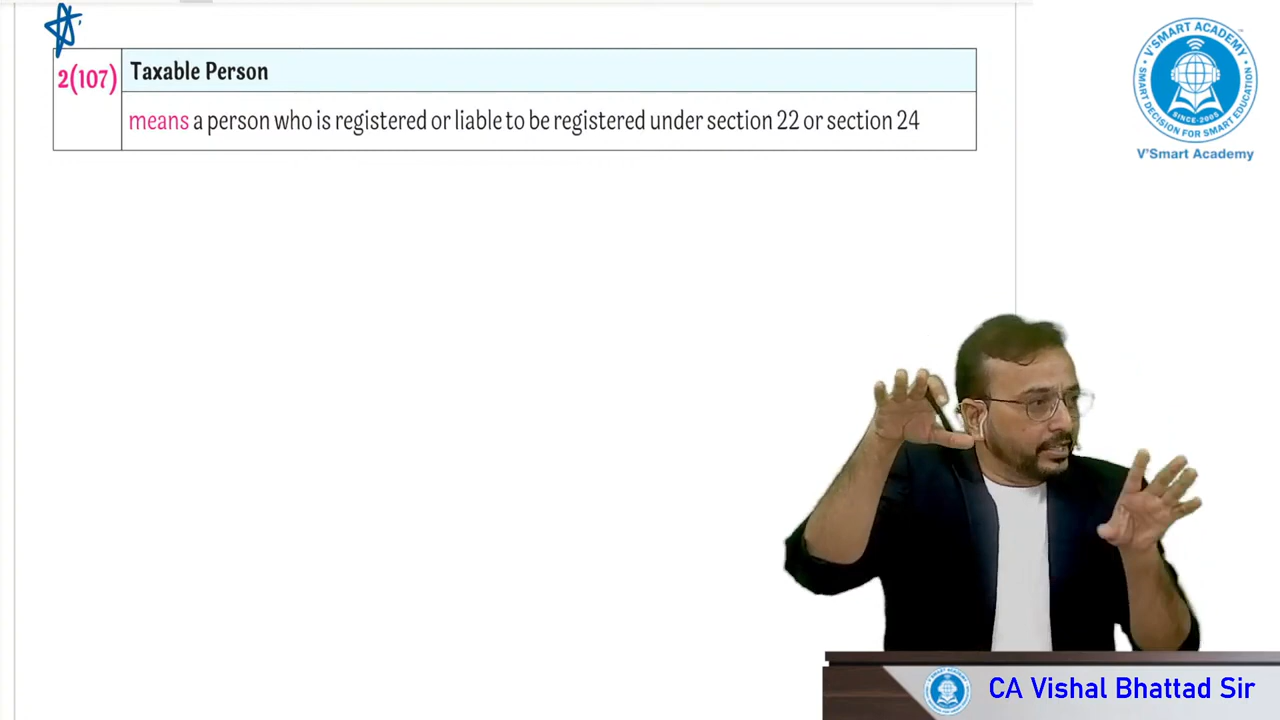 2(107)
Taxable Person
means a person who is registered or liable to be registered under section 22 or section 24
V'SMART ACADEMY
SINCE-2005
SMART DECISION FOR SMART EDUCATION
V'Smart Academy
CA Vishal Bhattad Sir